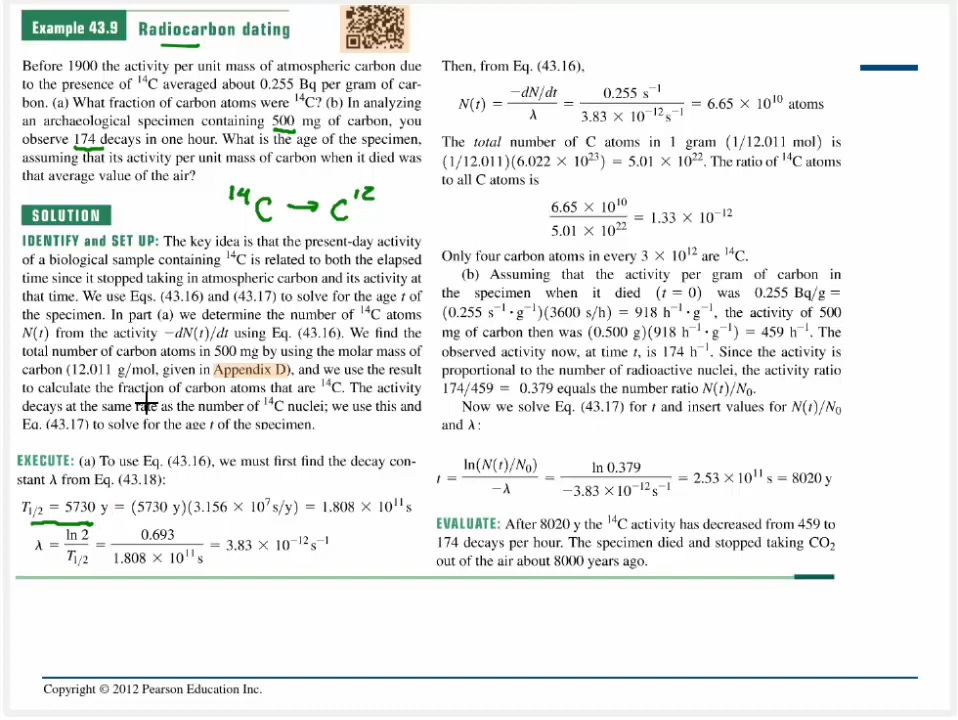 Example 43.9 Radiocarbon dating
Before 1900 the activity per unit mass of atmospheric carbon due
to the presence of ¹⁴C averaged about 0.255 Bq per gram of car-
bon. (a) What fraction of carbon atoms were ¹⁴C? (b) In analyzing
an archaeological specimen containing 500 mg of carbon, you
observe 174 decays in one hour. What is the age of the specimen,
assuming that its activity per unit mass of carbon when it died was
that average value of the air?
¹⁴C → C¹²
SOLUTION
IDENTIFY and SET UP: The key idea is that the present-day activity
of a biological sample containing ¹⁴C is related to both the elapsed
time since it stopped taking in atmospheric carbon and its activity at
that time. We use Eqs. (43.16) and (43.17) to solve for the age t of
the specimen. In part (a) we determine the number of ¹⁴C atoms
N(t) from the activity −dN(t)/dt using Eq. (43.16). We find the
total number of carbon atoms in 500 mg by using the molar mass of
carbon (12.011 g/mol, given in Appendix D), and we use the result
to calculate the fraction of carbon atoms that are ¹⁴C. The activity
decays at the same rate as the number of ¹⁴C nuclei; we use this and
Eq. (43.17) to solve for the age t of the specimen.
EXECUTE: (a) To use Eq. (43.16), we must first find the decay con-
stant λ from Eq. (43.18):
T₁/₂ = 5730 y = (5730 y)(3.156 × 10⁷ s/y) = 1.808 × 10¹¹ s
λ = ln 2 / T₁/₂ = 0.693 / 1.808 × 10¹¹ s = 3.83 × 10⁻¹² s⁻¹
Then, from Eq. (43.16),
N(t) = −dN/dt / λ = 0.255 s⁻¹ / 3.83 × 10⁻¹² s⁻¹ = 6.65 × 10¹⁰ atoms
The total number of C atoms in 1 gram (1/12.011 mol) is
(1/12.011)(6.022 × 10²³) = 5.01 × 10²². The ratio of ¹⁴C atoms
to all C atoms is
6.65 × 10¹⁰ / 5.01 × 10²² = 1.33 × 10⁻¹²
Only four carbon atoms in every 3 × 10¹² are ¹⁴C.
(b) Assuming that the activity per gram of carbon in
the specimen when it died (t = 0) was 0.255 Bq/g =
(0.255 s⁻¹ · g⁻¹)(3600 s/h) = 918 h⁻¹ · g⁻¹, the activity of 500
mg of carbon then was (0.500 g)(918 h⁻¹ · g⁻¹) = 459 h⁻¹. The
observed activity now, at time t, is 174 h⁻¹. Since the activity is
proportional to the number of radioactive nuclei, the activity ratio
174/459 = 0.379 equals the number ratio N(t)/N₀.
Now we solve Eq. (43.17) for t and insert values for N(t)/N₀
and λ:
t = ln(N(t)/N₀) / −λ = ln 0.379 / −3.83 × 10⁻¹² s⁻¹ = 2.53 × 10¹¹ s = 8020 y
EVALUATE: After 8020 y the ¹⁴C activity has decreased from 459 to
174 decays per hour. The specimen died and stopped taking CO₂
out of the air about 8000 years ago.
Copyright © 2012 Pearson Education Inc.